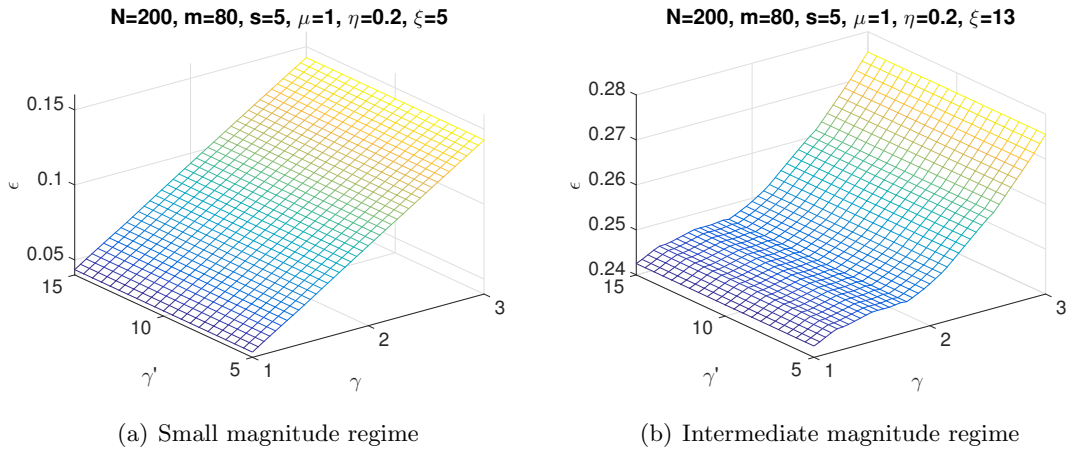 N=200, m=80, s=5, μ=1, η=0.2, ξ=5
0.15
0.1
0.05
ϵ
15
10
5
γ'
1
2
3
γ
(a) Small magnitude regime
N=200, m=80, s=5, μ=1, η=0.2, ξ=13
0.28
0.27
0.26
0.25
0.24
ϵ
15
10
5
γ'
1
2
3
γ
(b) Intermediate magnitude regime